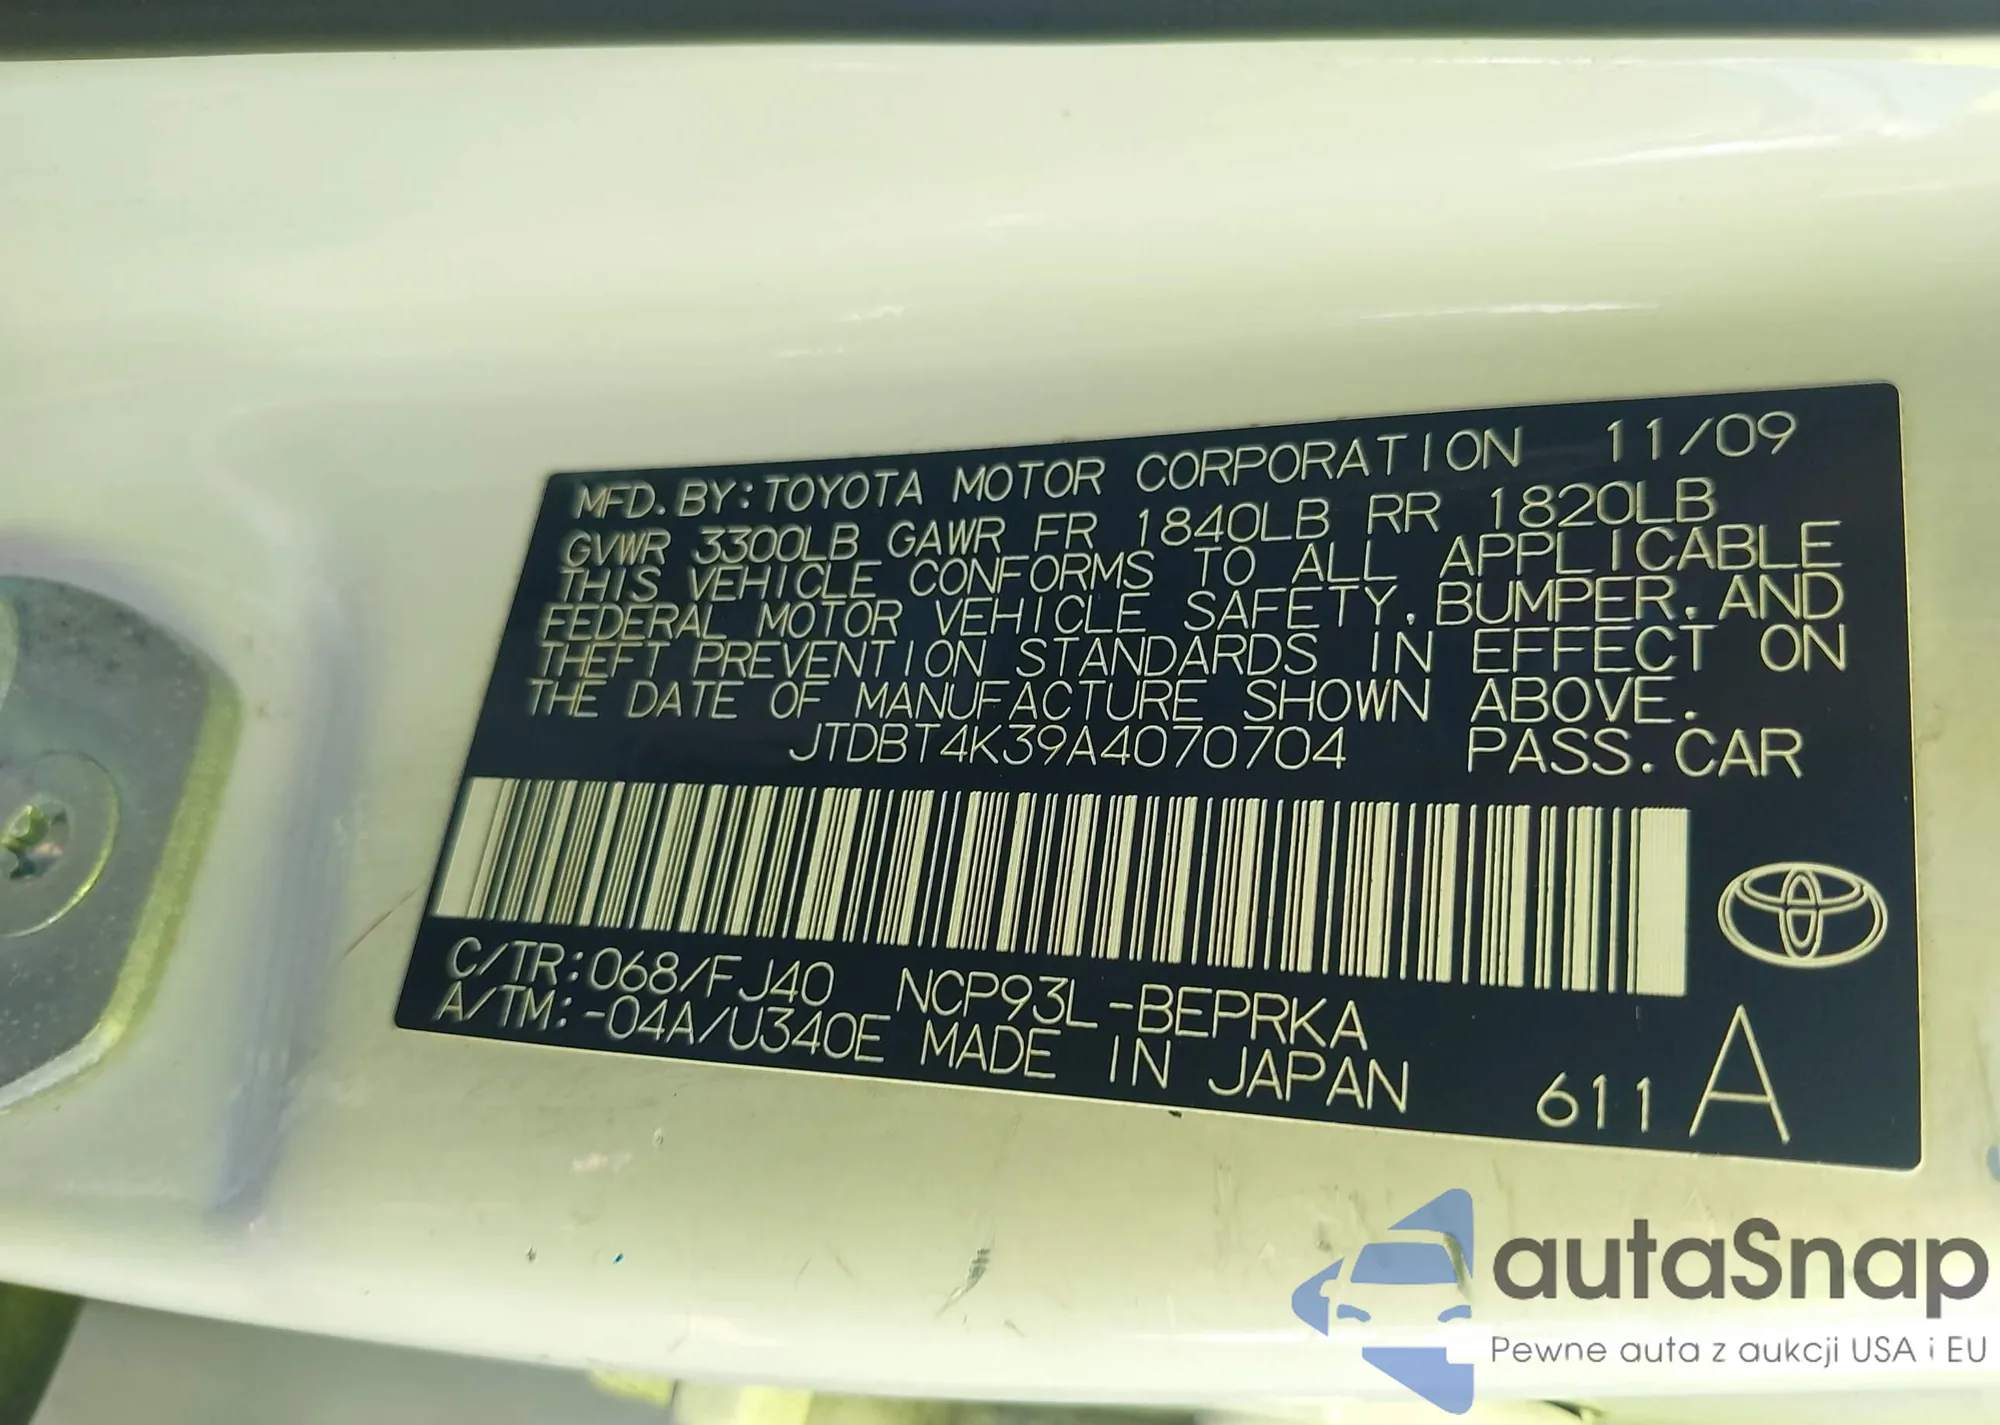 MFD. BY: TOYOTA MOTOR CORPORATION 11/09
GVWR 3300LB GAWR FR 1840LB RR 1820LB
THIS VEHICLE CONFORMS TO ALL APPLICABLE
FEDERAL MOTOR VEHICLE SAFETY, BUMPER, AND
THEFT PREVENTION STANDARDS IN EFFECT ON
THE DATE OF MANUFACTURE SHOWN ABOVE.
JTDBT4K39A4070704 PASS. CAR
C/TR: 068/FJ40 NCP93L-BEPRKA
A/TM: -04A/U340E MADE IN JAPAN 611 A
autaSnap
Pewne auta z aukcji USA i EU